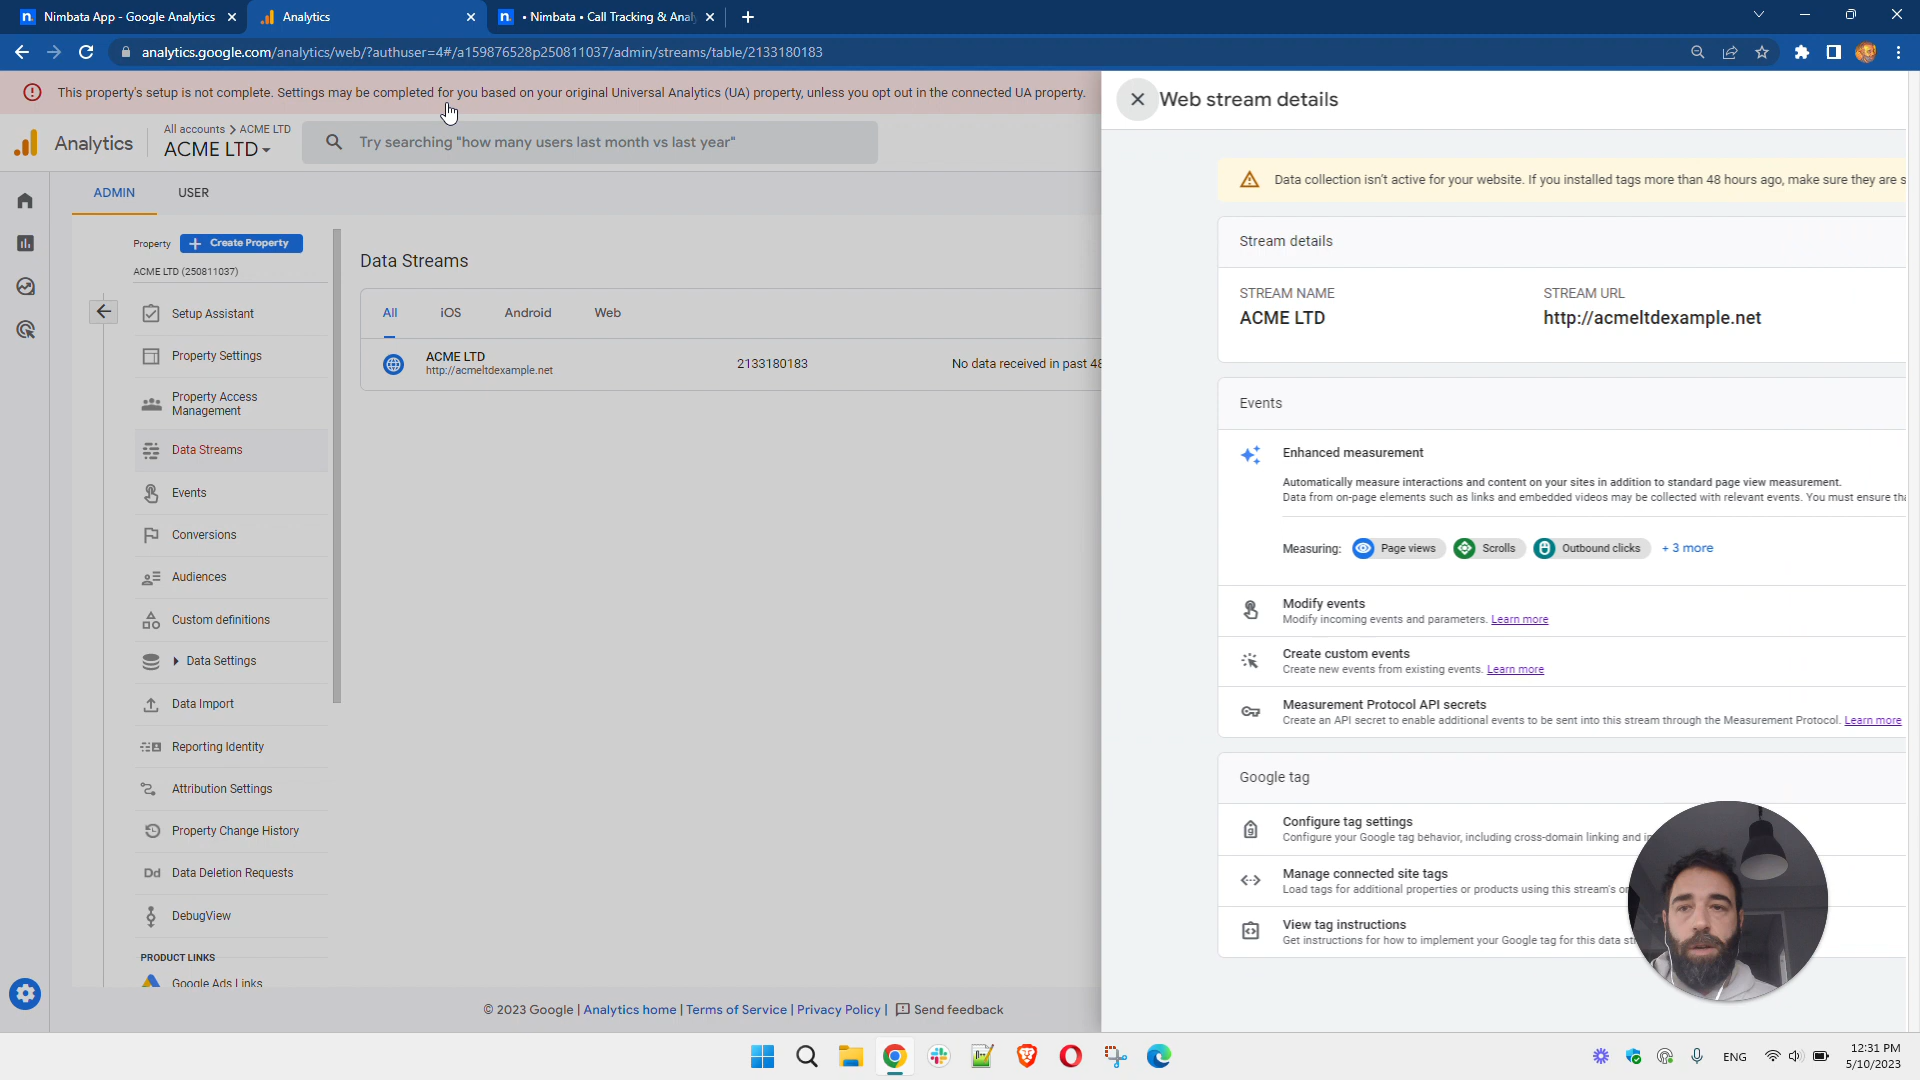 Nimbata App - Google Analytics
Analytics
• Nimbata • Call Tracking & Anal
analytics.google.com/analytics/web/?authuser=4#/a159876528p250811037/admin/streams/table/2133180183
This property's setup is not complete. Settings may be completed for you based on your original Universal Analytics (UA) property, unless you opt out in the connected UA property.
Analytics
All accounts > ACME LTD
ACME LTD
Try searching "how many users last month vs last year"
ADMIN
USER
Property
Create Property
ACME LTD (250811037)
Setup Assistant
Property Settings
Property Access
Management
Data Streams
Events
Conversions
Audiences
Custom definitions
Data Settings
Data Import
Reporting Identity
Attribution Settings
Property Change History
Dd Data Deletion Requests
DebugView
PRODUCT LINKS
Google Ads Links
Data Streams
All
iOS
Android
Web
ACME LTD
http://acmeltdexample.net
2133180183
No data received in past 48
© 2023 Google | Analytics home | Terms of Service | Privacy Policy | Send feedback
Web stream details
Data collection isn't active for your website. If you installed tags more than 48 hours ago, make sure they are s
Stream details
STREAM NAME
ACME LTD
STREAM URL
http://acmeltdexample.net
Events
Enhanced measurement
Automatically measure interactions and content on your sites in addition to standard page view measurement.
Data from on-page elements such as links and embedded videos may be collected with relevant events. You must ensure tha
Measuring:
Page views
Scrolls
Outbound clicks
+ 3 more
Modify events
Modify incoming events and parameters. Learn more
Create custom events
Create new events from existing events. Learn more
Measurement Protocol API secrets
Create an API secret to enable additional events to be sent into this stream through the Measurement Protocol. Learn more
Google tag
Configure tag settings
Configure your Google tag behavior, including cross-domain linking and in
Manage connected site tags
Load tags for additional properties or products using this stream's o
View tag instructions
Get instructions for how to implement your Google tag for this data st
ENG
12:31 PM
5/10/2023